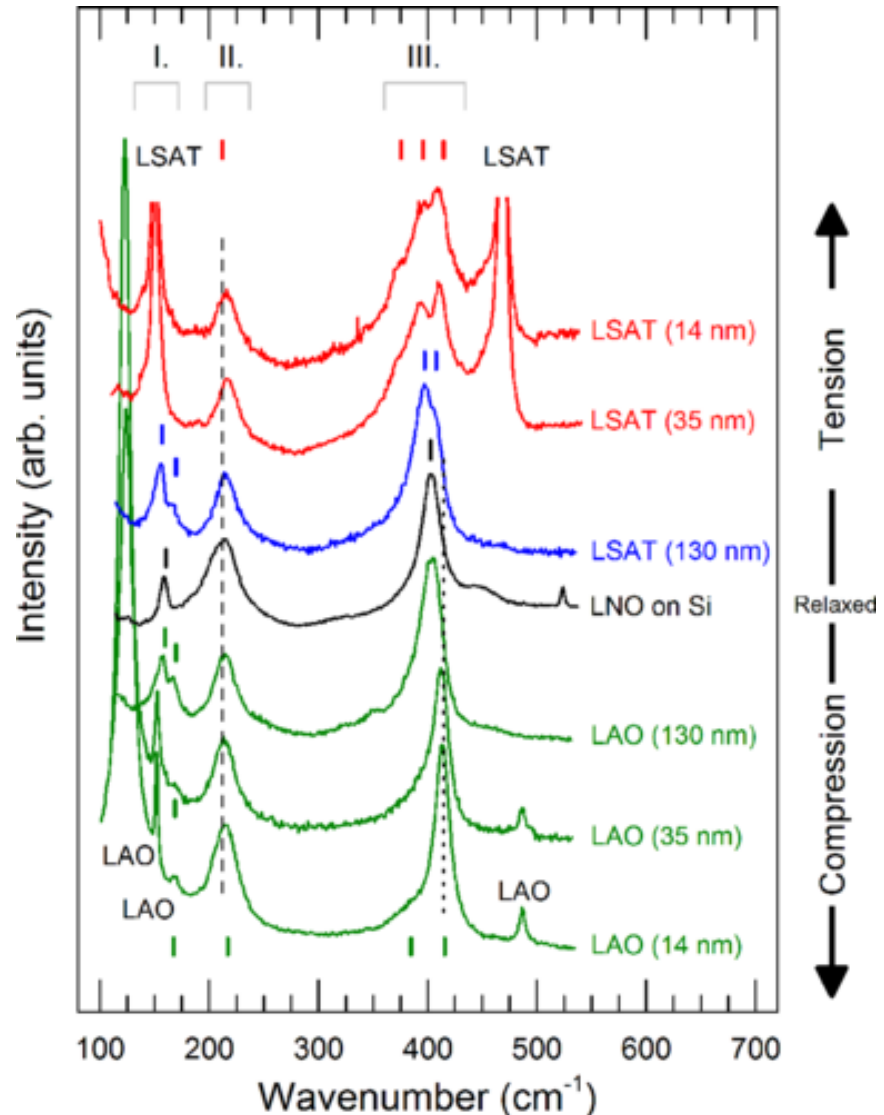 I. II. III.
LSAT LSAT
LSAT (14 nm)
LSAT (35 nm)
LSAT (130 nm)
LNO on Si
LAO (130 nm)
LAO (35 nm)
LAO
LAO
LAO
LAO (14 nm)
Tension
Relaxed
Compression
Intensity (arb. units)
100 200 300 400 500 600 700
Wavenumber (cm⁻¹)